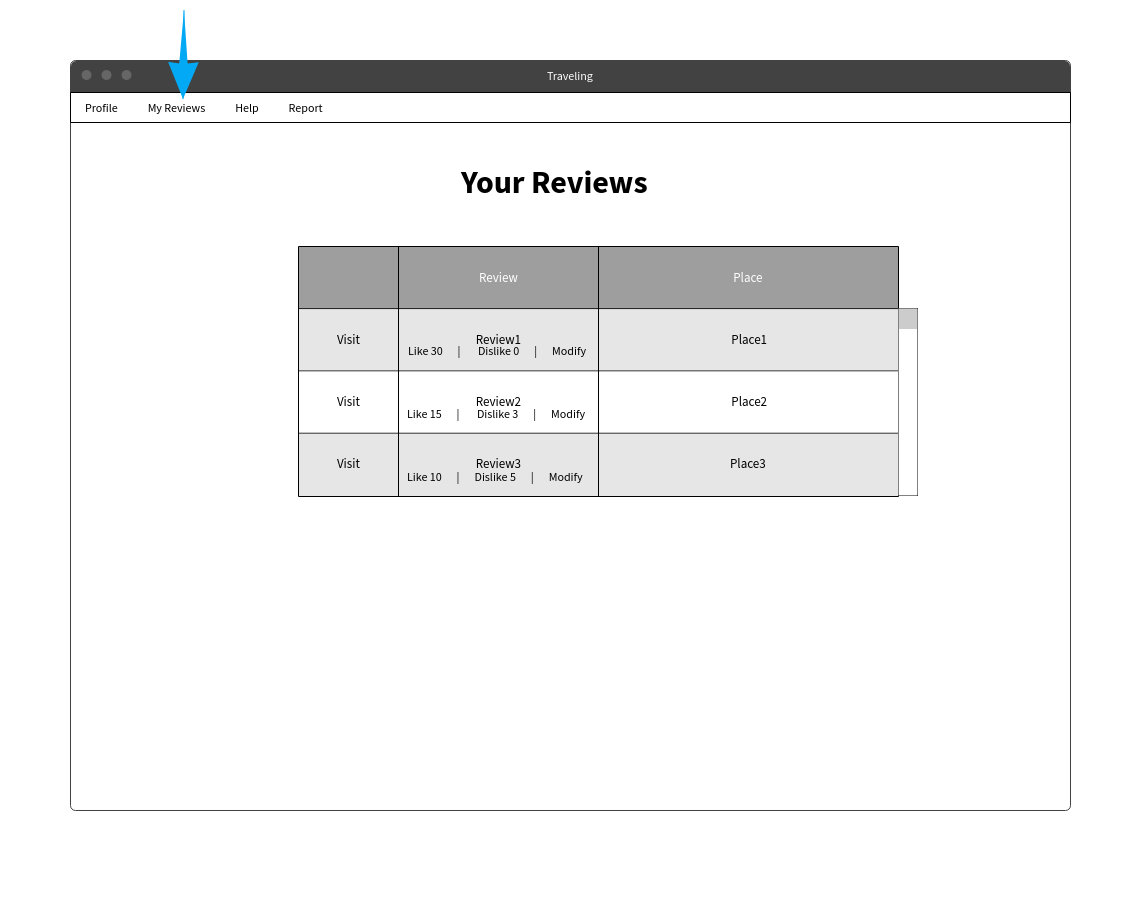 Traveling
Profile My Reviews Help Report
Your Reviews
Review Place
Visit Review1 Place1
Like 30 | Dislike 0 | Modify
Visit Review2 Place2
Like 15 | Dislike 3 | Modify
Visit Review3 Place3
Like 10 | Dislike 5 | Modify